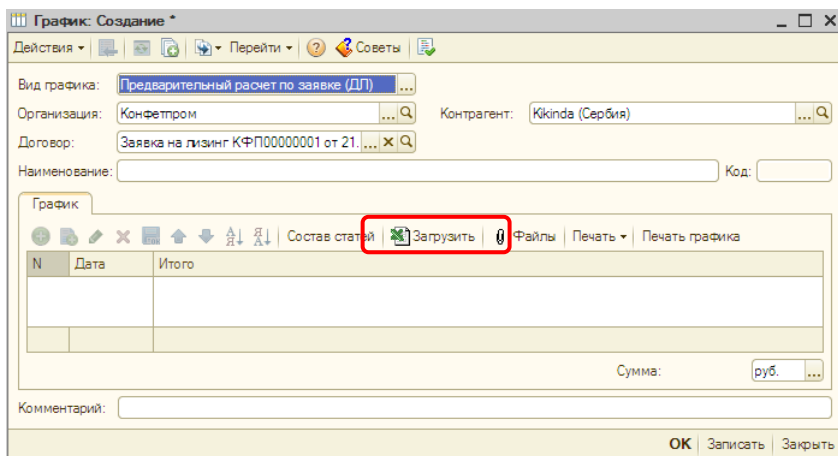 График: Создание *
Действия Перейти Советы
Вид графика: Предварительный расчет по заявке (ДЛ) ...
Организация: Конфетпром ... Контрагент: Kikinda (Сербия) ...
Договор: Заявка на лизинг КФП00000001 от 21. ...
Наименование: Код:
График
Состав статей Загрузить Файлы Печать Печать графика
N Дата Итого
Сумма: руб. ...
Комментарий:
ОК Записать Закрыть